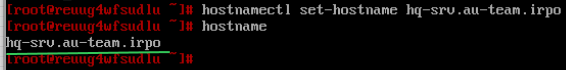 [root@reuug4wfsudlu ~]# hostnamectl set-hostname hq-srv.au-team.irpo
[root@reuug4wfsudlu ~]# hostname
hq-srv.au-team.irpo
[root@reuug4wfsudlu ~]#